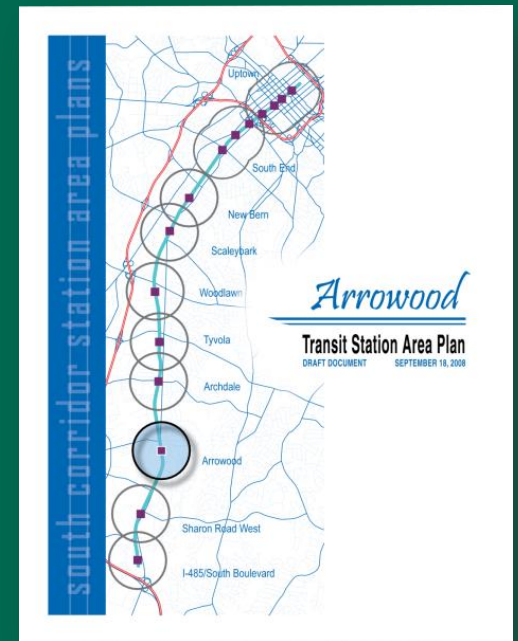 south corridor station area plans
Uptown
South End
New Bern
Scaleybark
Woodlawn
Tyvola
Archdale
Arrowood
Sharon Road West
I-485/South Boulevard
Arrowood
Transit Station Area Plan
DRAFT DOCUMENT SEPTEMBER 18, 2008